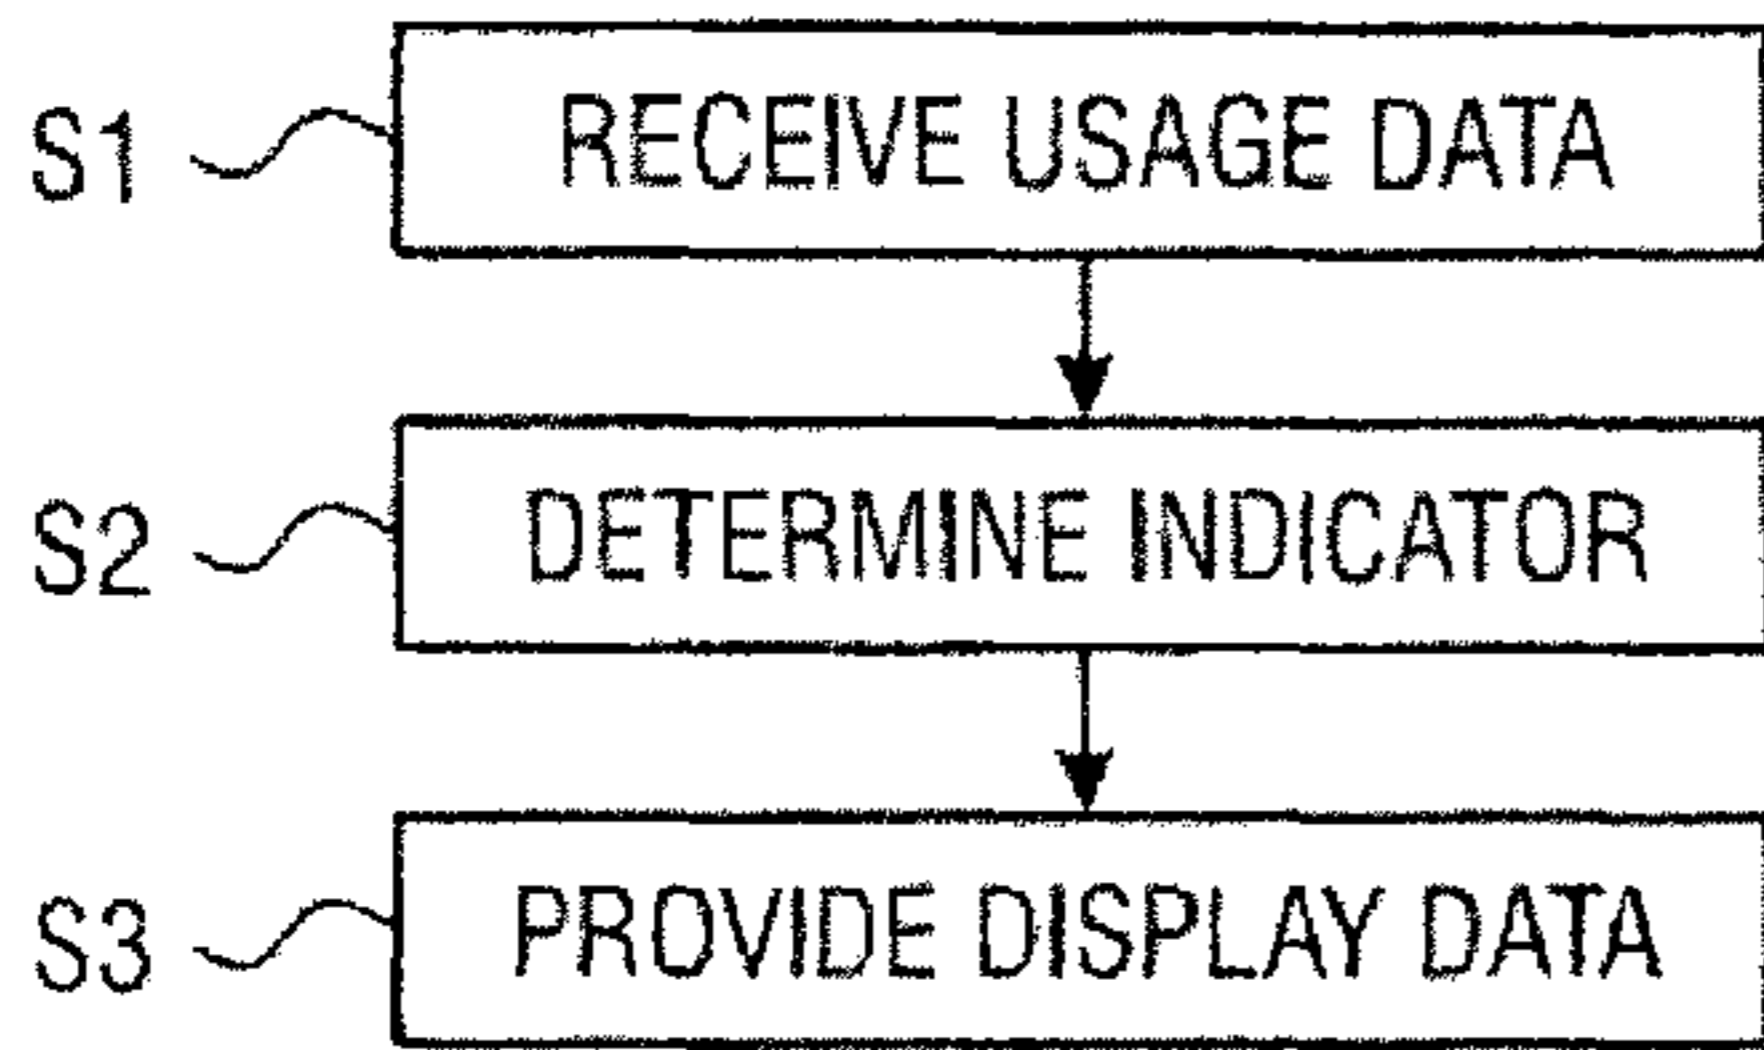 S1 RECEIVE USAGE DATA
S2 DETERMINE INDICATOR
S3 PROVIDE DISPLAY DATA